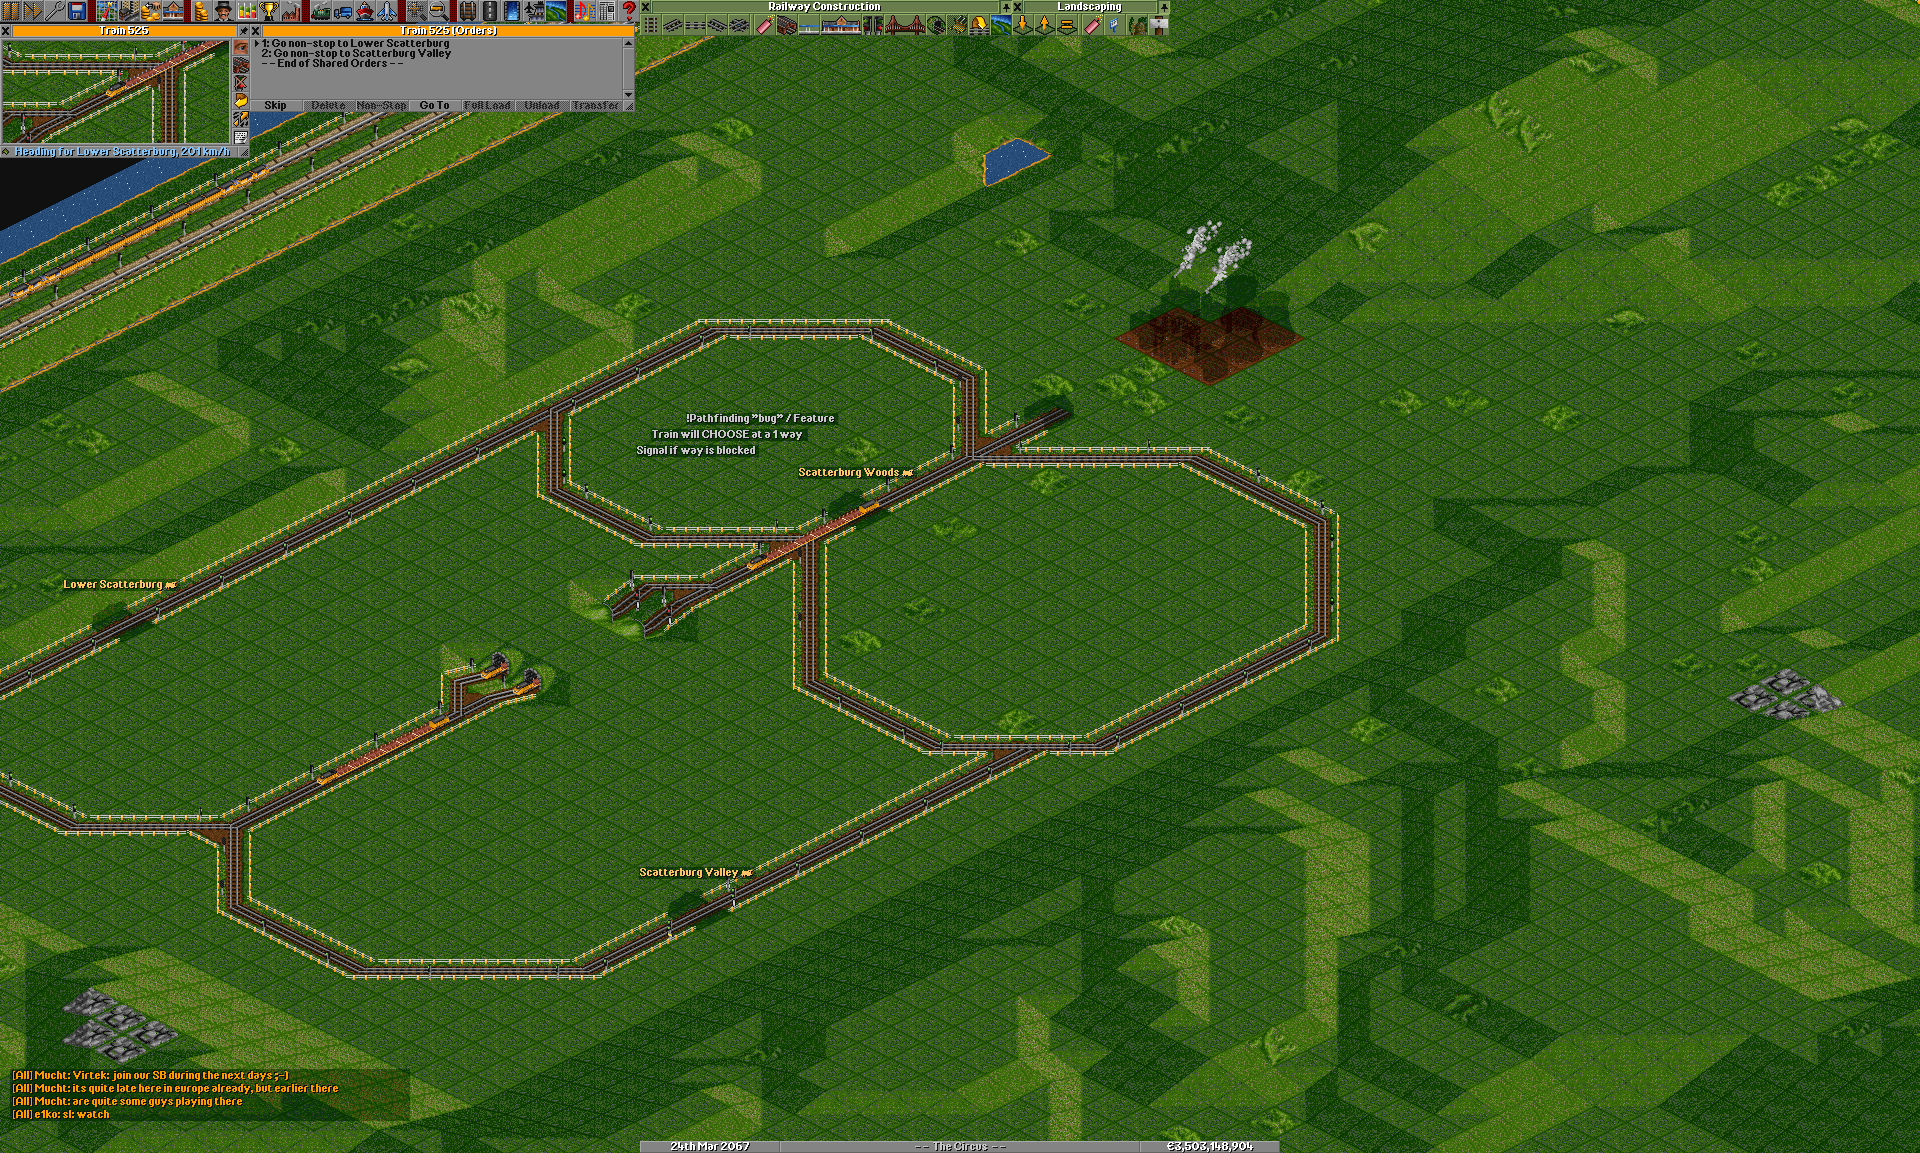 Railway Construction
Landscaping
Train 525
Train 525 (Orders)
1: Go non-stop to Lower Scatterburg
2: Go non-stop to Scatterburg Valley
- - End of Shared Orders - -
Skip
Delete
Non-Stop
Go To
Full Load
Unload
Transfer
Heading for Lower Scatterburg, 201 km/h
!Pathfinding "bug" / Feature
Train will CHOOSE at a 1 way
Signal if way is blocked
Scatterburg Woods
Lower Scatterburg
Scatterburg Valley
[All] Mucht: Virtek: join our SB during the next days ;-)
[All] Mucht: its quite late here in europe already, but earlier there
[All] Mucht: are quite some guys playing there
[All] e1ko: sl: watch
24th Mar 2067
- - The Circus - -
€3,503,148,904